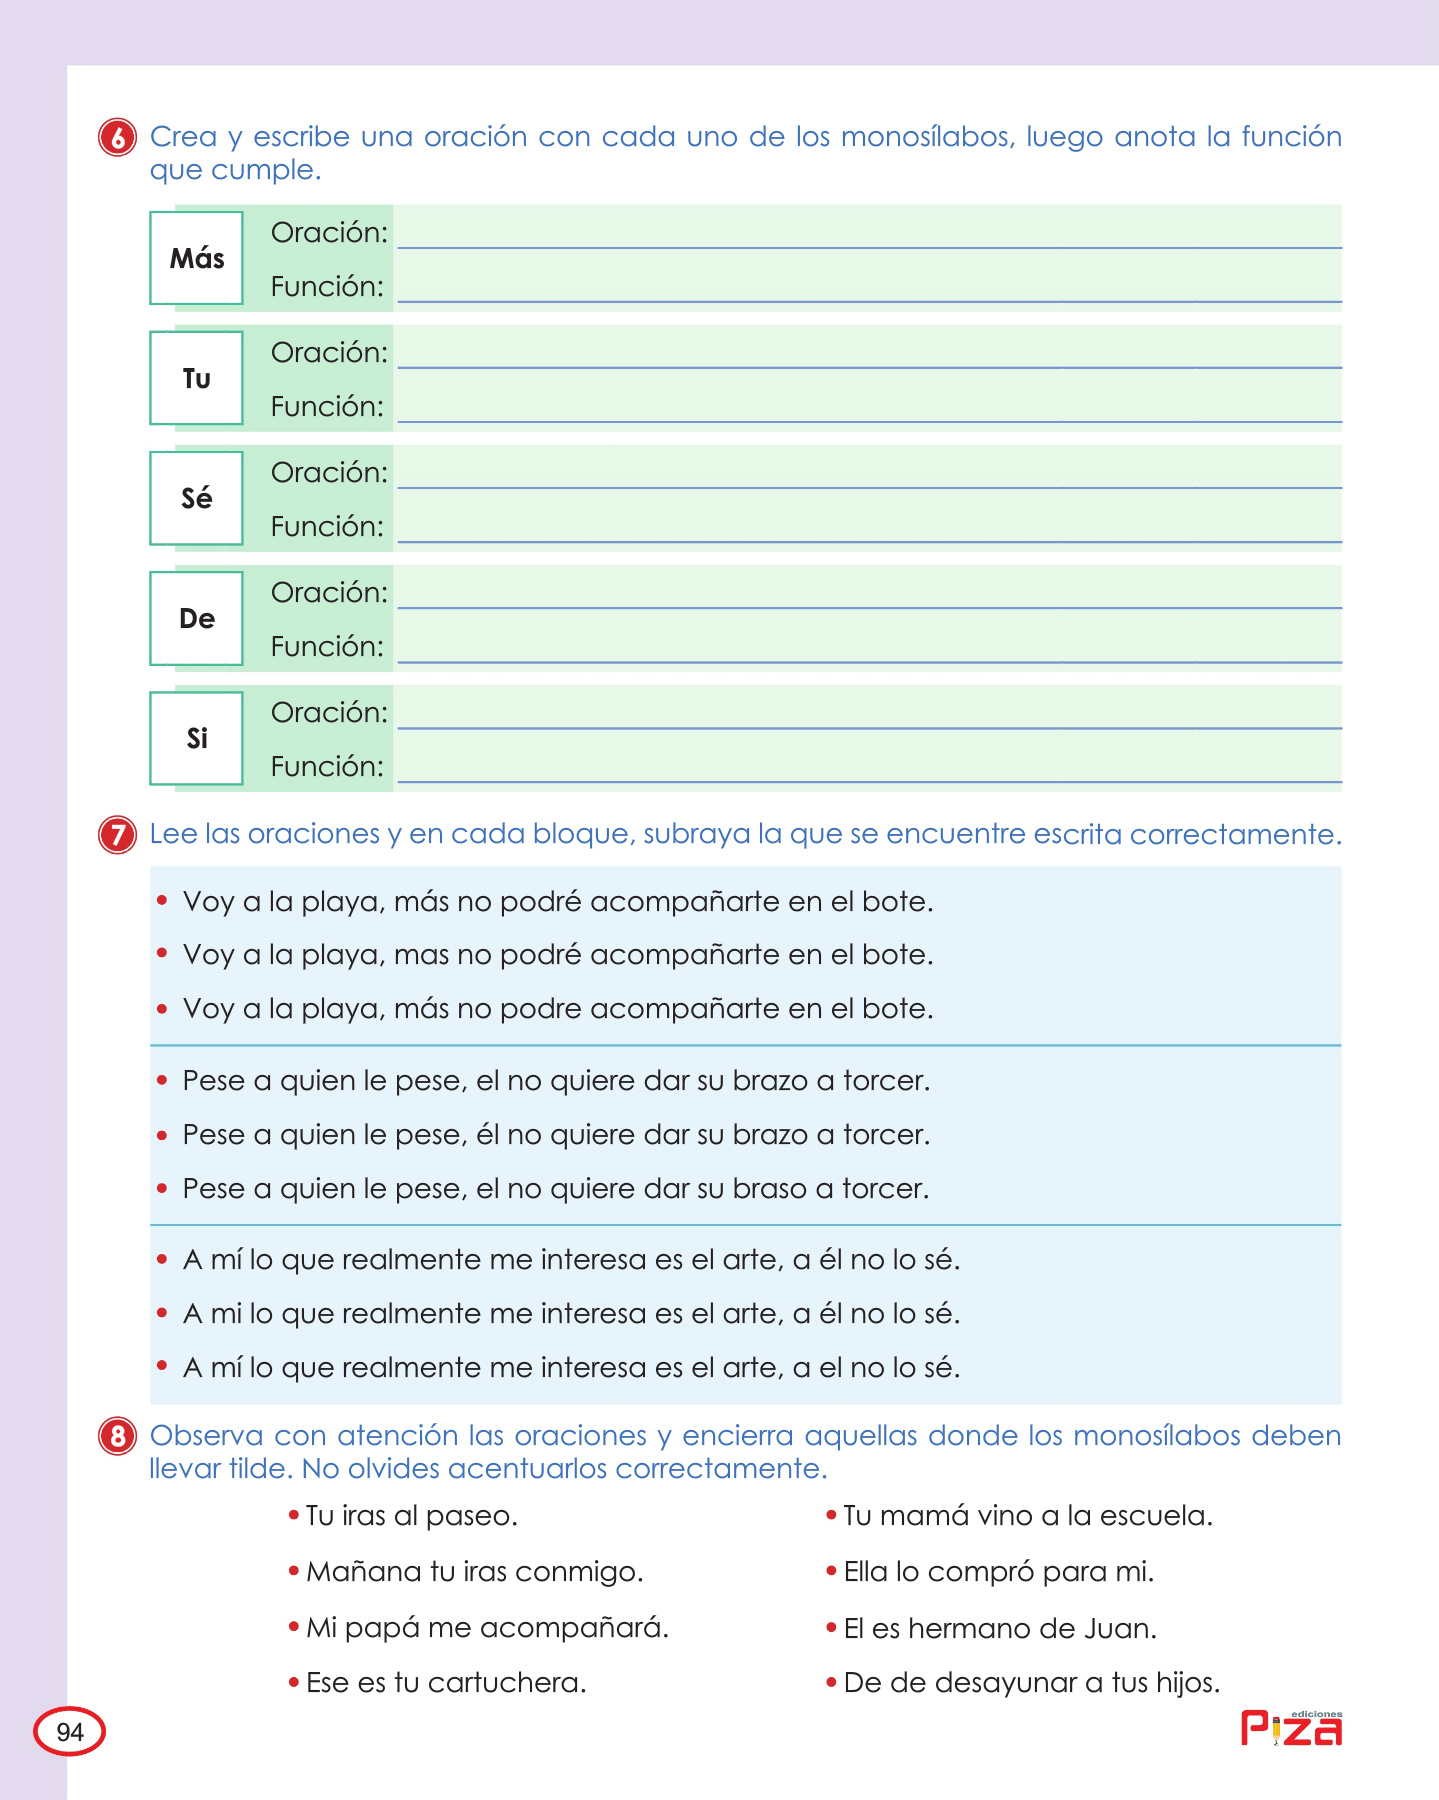 6 Crea y escribe una oración con cada uno de los monosílabos, luego anota la función
que cumple.
Más
Oración:
Función:
Tu
Oración:
Función:
Sé
Oración:
Función:
De
Oración:
Función:
Si
Oración:
Función:
7 Lee las oraciones y en cada bloque, subraya la que se encuentre escrita correctamente.
• Voy a la playa, más no podré acompañarte en el bote.
• Voy a la playa, mas no podré acompañarte en el bote.
• Voy a la playa, más no podre acompañarte en el bote.
• Pese a quien le pese, el no quiere dar su brazo a torcer.
• Pese a quien le pese, él no quiere dar su brazo a torcer.
• Pese a quien le pese, el no quiere dar su braso a torcer.
• A mí lo que realmente me interesa es el arte, a él no lo sé.
• A mi lo que realmente me interesa es el arte, a él no lo sé.
• A mí lo que realmente me interesa es el arte, a el no lo sé.
8 Observa con atención las oraciones y encierra aquellas donde los monosílabos deben
llevar tilde. No olvides acentuarlos correctamente.
• Tu iras al paseo.
• Mañana tu iras conmigo.
• Mi papá me acompañará.
• Ese es tu cartuchera.
• Tu mamá vino a la escuela.
• Ella lo compró para mi.
• El es hermano de Juan.
• De de desayunar a tus hijos.
94
ediciones
Piza